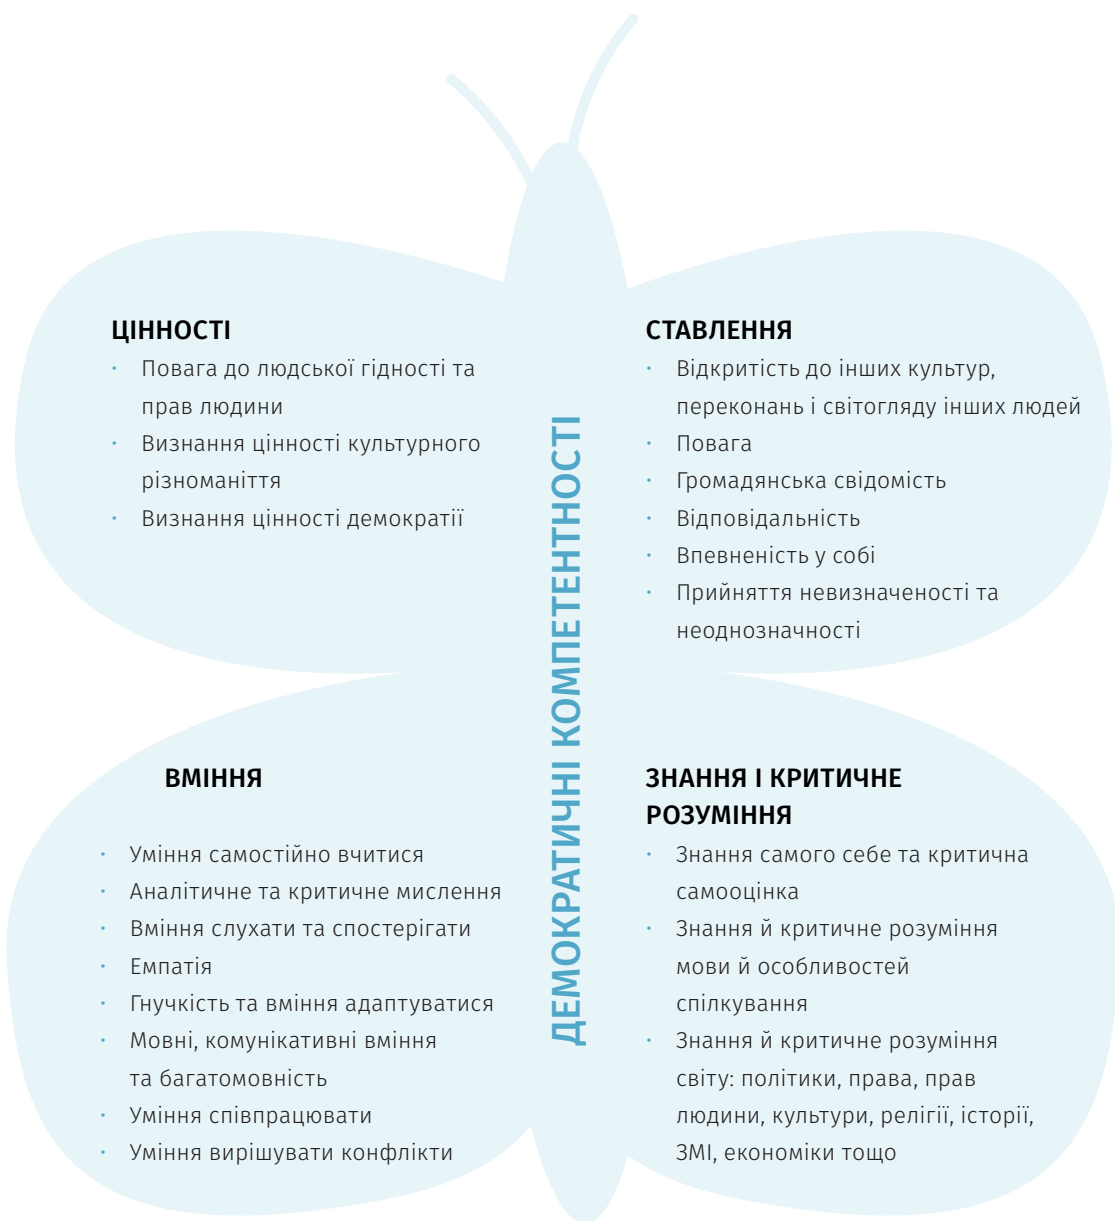 ЦІННОСТІ
· Повага до людської гідності та
прав людини
· Визнання цінності культурного
різноманіття
· Визнання цінності демократії
СТАВЛЕННЯ
· Відкритість до інших культур,
переконань і світогляду інших людей
· Повага
· Громадянська свідомість
· Відповідальність
· Впевненість у собі
· Прийняття невизначеності та
неоднозначності
ДЕМОКРАТИЧНІ КОМПЕТЕНТНОСТІ
ВМІННЯ
· Уміння самостійно вчитися
· Аналітичне та критичне мислення
· Вміння слухати та спостерігати
· Емпатія
· Гнучкість та вміння адаптуватися
· Мовні, комунікативні вміння
та багатомовність
· Уміння співпрацювати
· Уміння вирішувати конфлікти
ЗНАННЯ І КРИТИЧНЕ
РОЗУМІННЯ
· Знання самого себе та критична
самооцінка
· Знання й критичне розуміння
мови й особливостей
спілкування
· Знання й критичне розуміння
світу: політики, права, прав
людини, культури, релігії, історії,
ЗМІ, економіки тощо